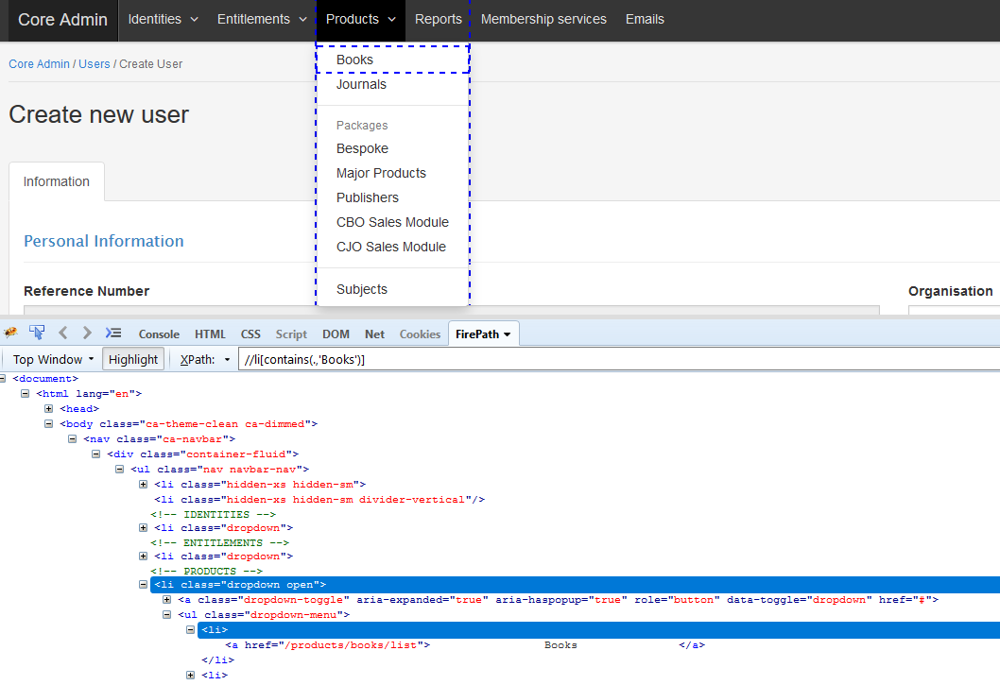 Core Admin Identities Entitlements Products Reports Membership services Emails
Core Admin / Users / Create User
Create new user
Information
Personal Information
Reference Number
Organisation
Books
Journals
Packages
Bespoke
Major Products
Publishers
CBO Sales Module
CJO Sales Module
Subjects
Console HTML CSS Script DOM Net Cookies FirePath
Top Window Highlight XPath: //li[contains(.,'Books')]
<document>
<html lang="en">
<head>
<body class="ca-theme-clean ca-dimmed">
<nav class="ca-navbar">
<div class="container-fluid">
<ul class="nav navbar-nav">
<li class="hidden-xs hidden-sm">
<li class="hidden-xs hidden-sm divider-vertical"/>
<!-- IDENTITIES -->
<li class="dropdown">
<!-- ENTITLEMENTS -->
<li class="dropdown">
<!-- PRODUCTS -->
<li class="dropdown open">
<a class="dropdown-toggle" aria-expanded="true" aria-haspopup="true" role="button" data-toggle="dropdown" href="#">
<ul class="dropdown-menu">
<li>
<a href="/products/books/list"> Books </a>
</li>
<li>